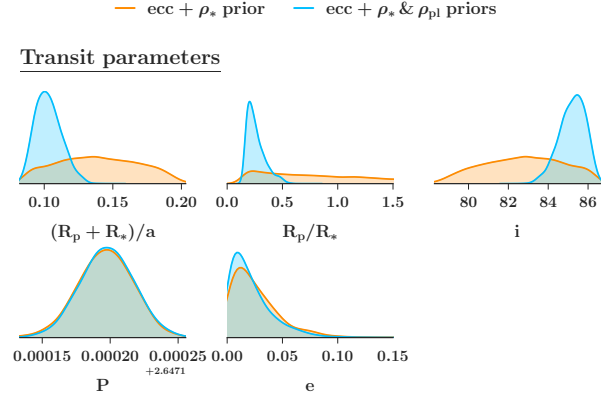 ecc + ρ* prior
ecc + ρ* & ρpl priors
Transit parameters
0.10 0.15 0.20
0.0 0.5 1.0 1.5
80 82 84 86
(Rp + R*)/a
Rp/R*
i
0.00015 0.00020 0.00025
+2.6471
0.00 0.05 0.10 0.15
P
e